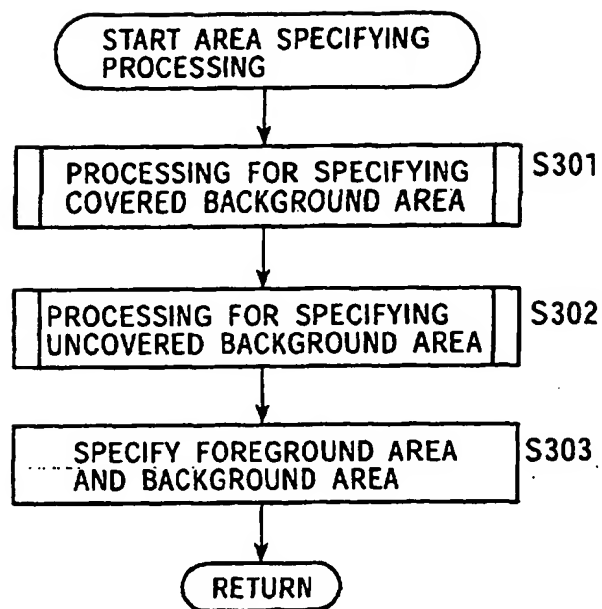 START AREA SPECIFYING
PROCESSING
PROCESSING FOR SPECIFYING
COVERED BACKGROUND AREA
S301
PROCESSING FOR SPECIFYING
UNCOVERED BACKGROUND AREA
S302
SPECIFY FOREGROUND AREA
AND BACKGROUND AREA
S303
RETURN